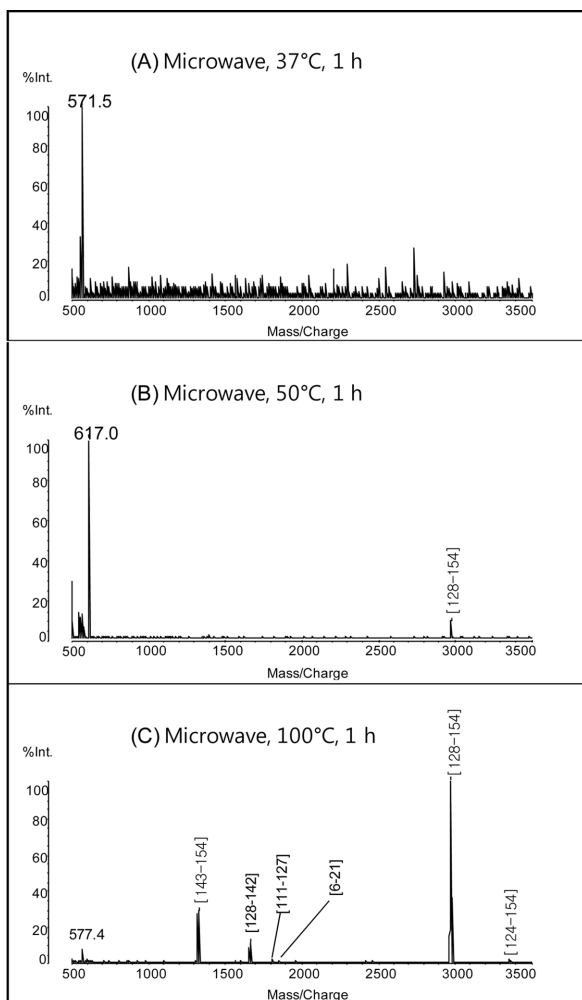 (A) Microwave, 37°C, 1 h
%Int.
571.5
100
80
60
40
20
0
500 1000 1500 2000 2500 3000 3500
Mass/Charge
(B) Microwave, 50°C, 1 h
%Int.
617.0
100
80
60
40
20
0
[128-154]
500 1000 1500 2000 2500 3000 3500
Mass/Charge
(C) Microwave, 100°C, 1 h
%Int.
[128-154]
100
80
60
40
20
0
577.4
[143-154]
[128-142]
[111-127]
[6-21]
[124-154]
500 1000 1500 2000 2500 3000 3500
Mass/Charge